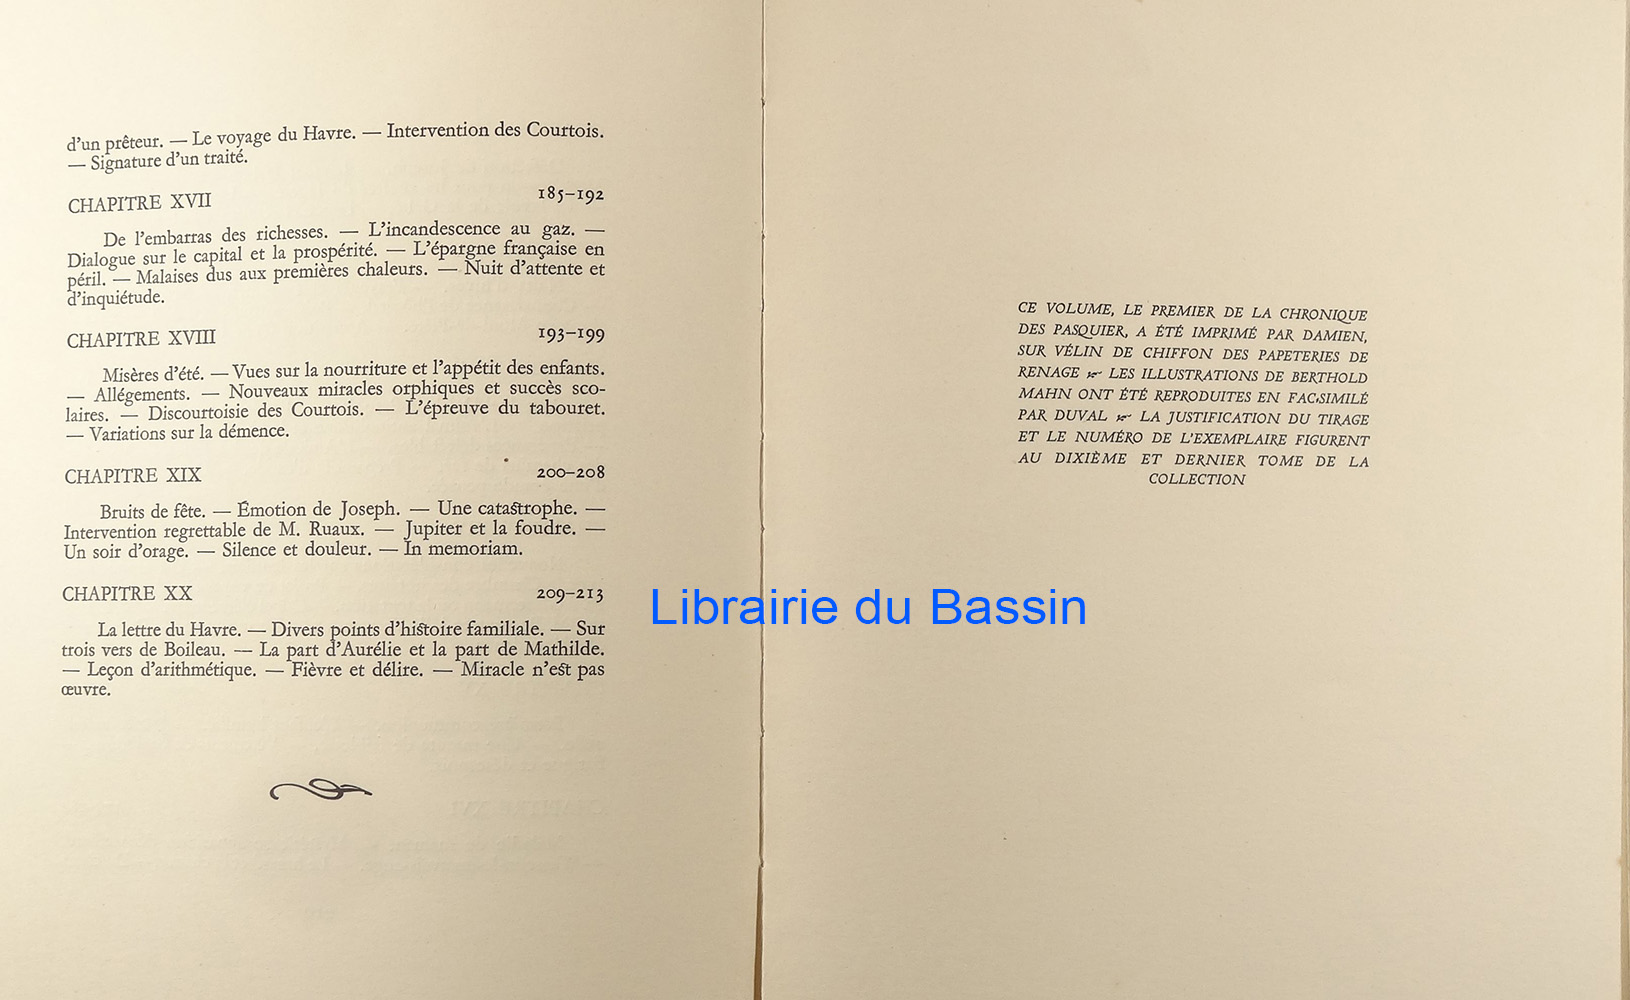 d'un prêteur. — Le voyage du Havre. — Intervention des Courtois.
— Signature d'un traité.
CHAPITRE XVII 185–192
De l'embarras des richesses. — L'incandescence au gaz. —
Dialogue sur le capital et la prospérité. — L'épargne française en
péril. — Malaises dus aux premières chaleurs. — Nuit d'attente et
d'inquiétude.
CHAPITRE XVIII 193–199
Misères d'été. — Vues sur la nourriture et l'appétit des enfants.
— Allégements. — Nouveaux miracles orphiques et succès sco-
laires. — Discourtoisie des Courtois. — L'épreuve du tabouret.
— Variations sur la démence.
CHAPITRE XIX 200–208
Bruits de fête. — Émotion de Joseph. — Une catastrophe. —
Intervention regrettable de M. Ruaux. — Jupiter et la foudre. —
Un soir d'orage. — Silence et douleur. — In memoriam.
CHAPITRE XX 209–213
La lettre du Havre. — Divers points d'histoire familiale. — Sur
trois vers de Boileau. — La part d'Aurélie et la part de Mathilde.
— Leçon d'arithmétique. — Fièvre et délire. — Miracle n'est pas
œuvre.
CE VOLUME, LE PREMIER DE LA CHRONIQUE
DES PASQUIER, A ÉTÉ IMPRIMÉ PAR DAMIEN,
SUR VÉLIN DE CHIFFON DES PAPETERIES DE
RENAGE LES ILLUSTRATIONS DE BERTHOLD
MAHN ONT ÉTÉ REPRODUITES EN FAC-SIMILÉ
PAR DUVAL LA JUSTIFICATION DU TIRAGE
ET LE NUMÉRO DE L'EXEMPLAIRE FIGURENT
AU DIXIÈME ET DERNIER TOME DE LA
COLLECTION
Librairie du Bassin